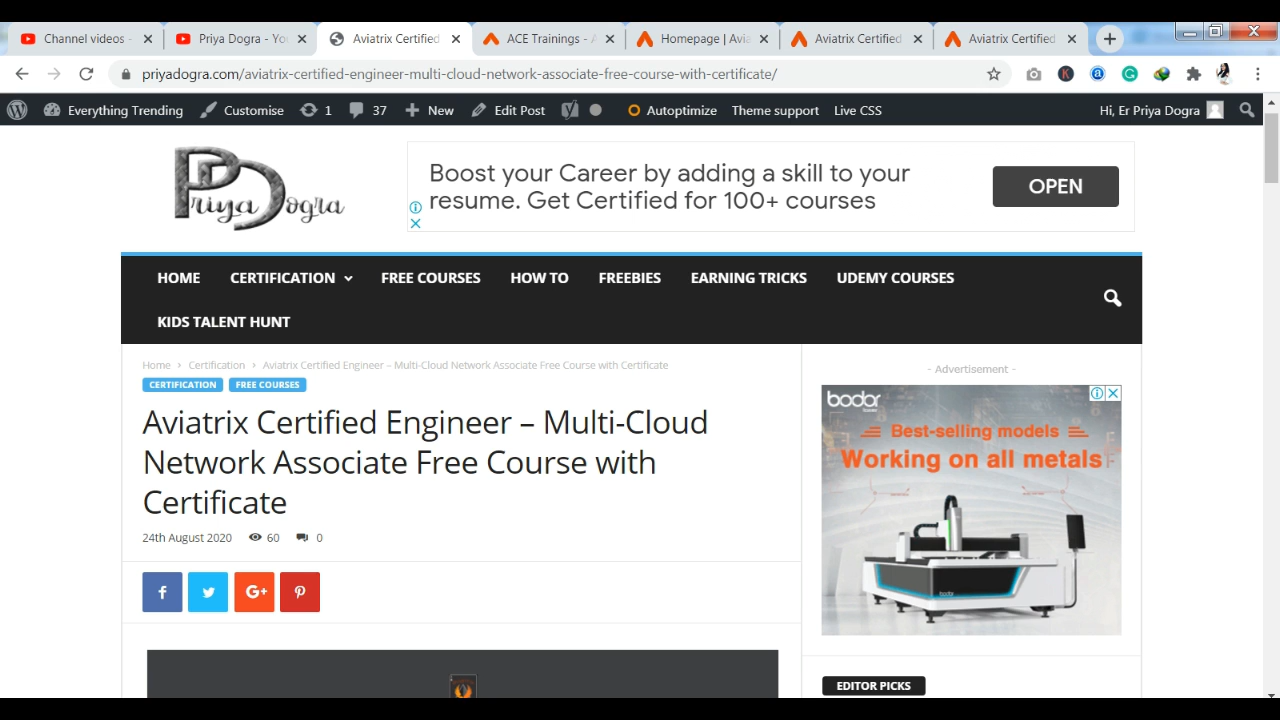 Channel videos -
Priya Dogra - Yo
Aviatrix Certified
All Trainings - A
Homepage | Avia
Aviatrix Certified
Aviatrix Certified
priyadogra.com/aviatrix-certified-engineer-multi-cloud-network-associate-free-course-with-certificate/
Everything Trending
Customise
1
37
New
Edit Post
Autoptimize
Theme support
Live CSS
Hi, Er Priya Dogra
Priya Dogra
Boost your Career by adding a skill to your
resume. Get Certified for 100+ courses
OPEN
HOME
CERTIFICATION
FREE COURSES
HOW TO
FREEBIES
EARNING TRICKS
UDEMY COURSES
KIDS TALENT HUNT
Home › Certification › Aviatrix Certified Engineer – Multi-Cloud Network Associate Free Course with Certificate
CERTIFICATION
FREE COURSES
Aviatrix Certified Engineer – Multi-Cloud
Network Associate Free Course with
Certificate
24th August 2020
60
0
f
G+
- Advertisement -
bodor
Best-selling models
Working on all metals
bodor
EDITOR PICKS